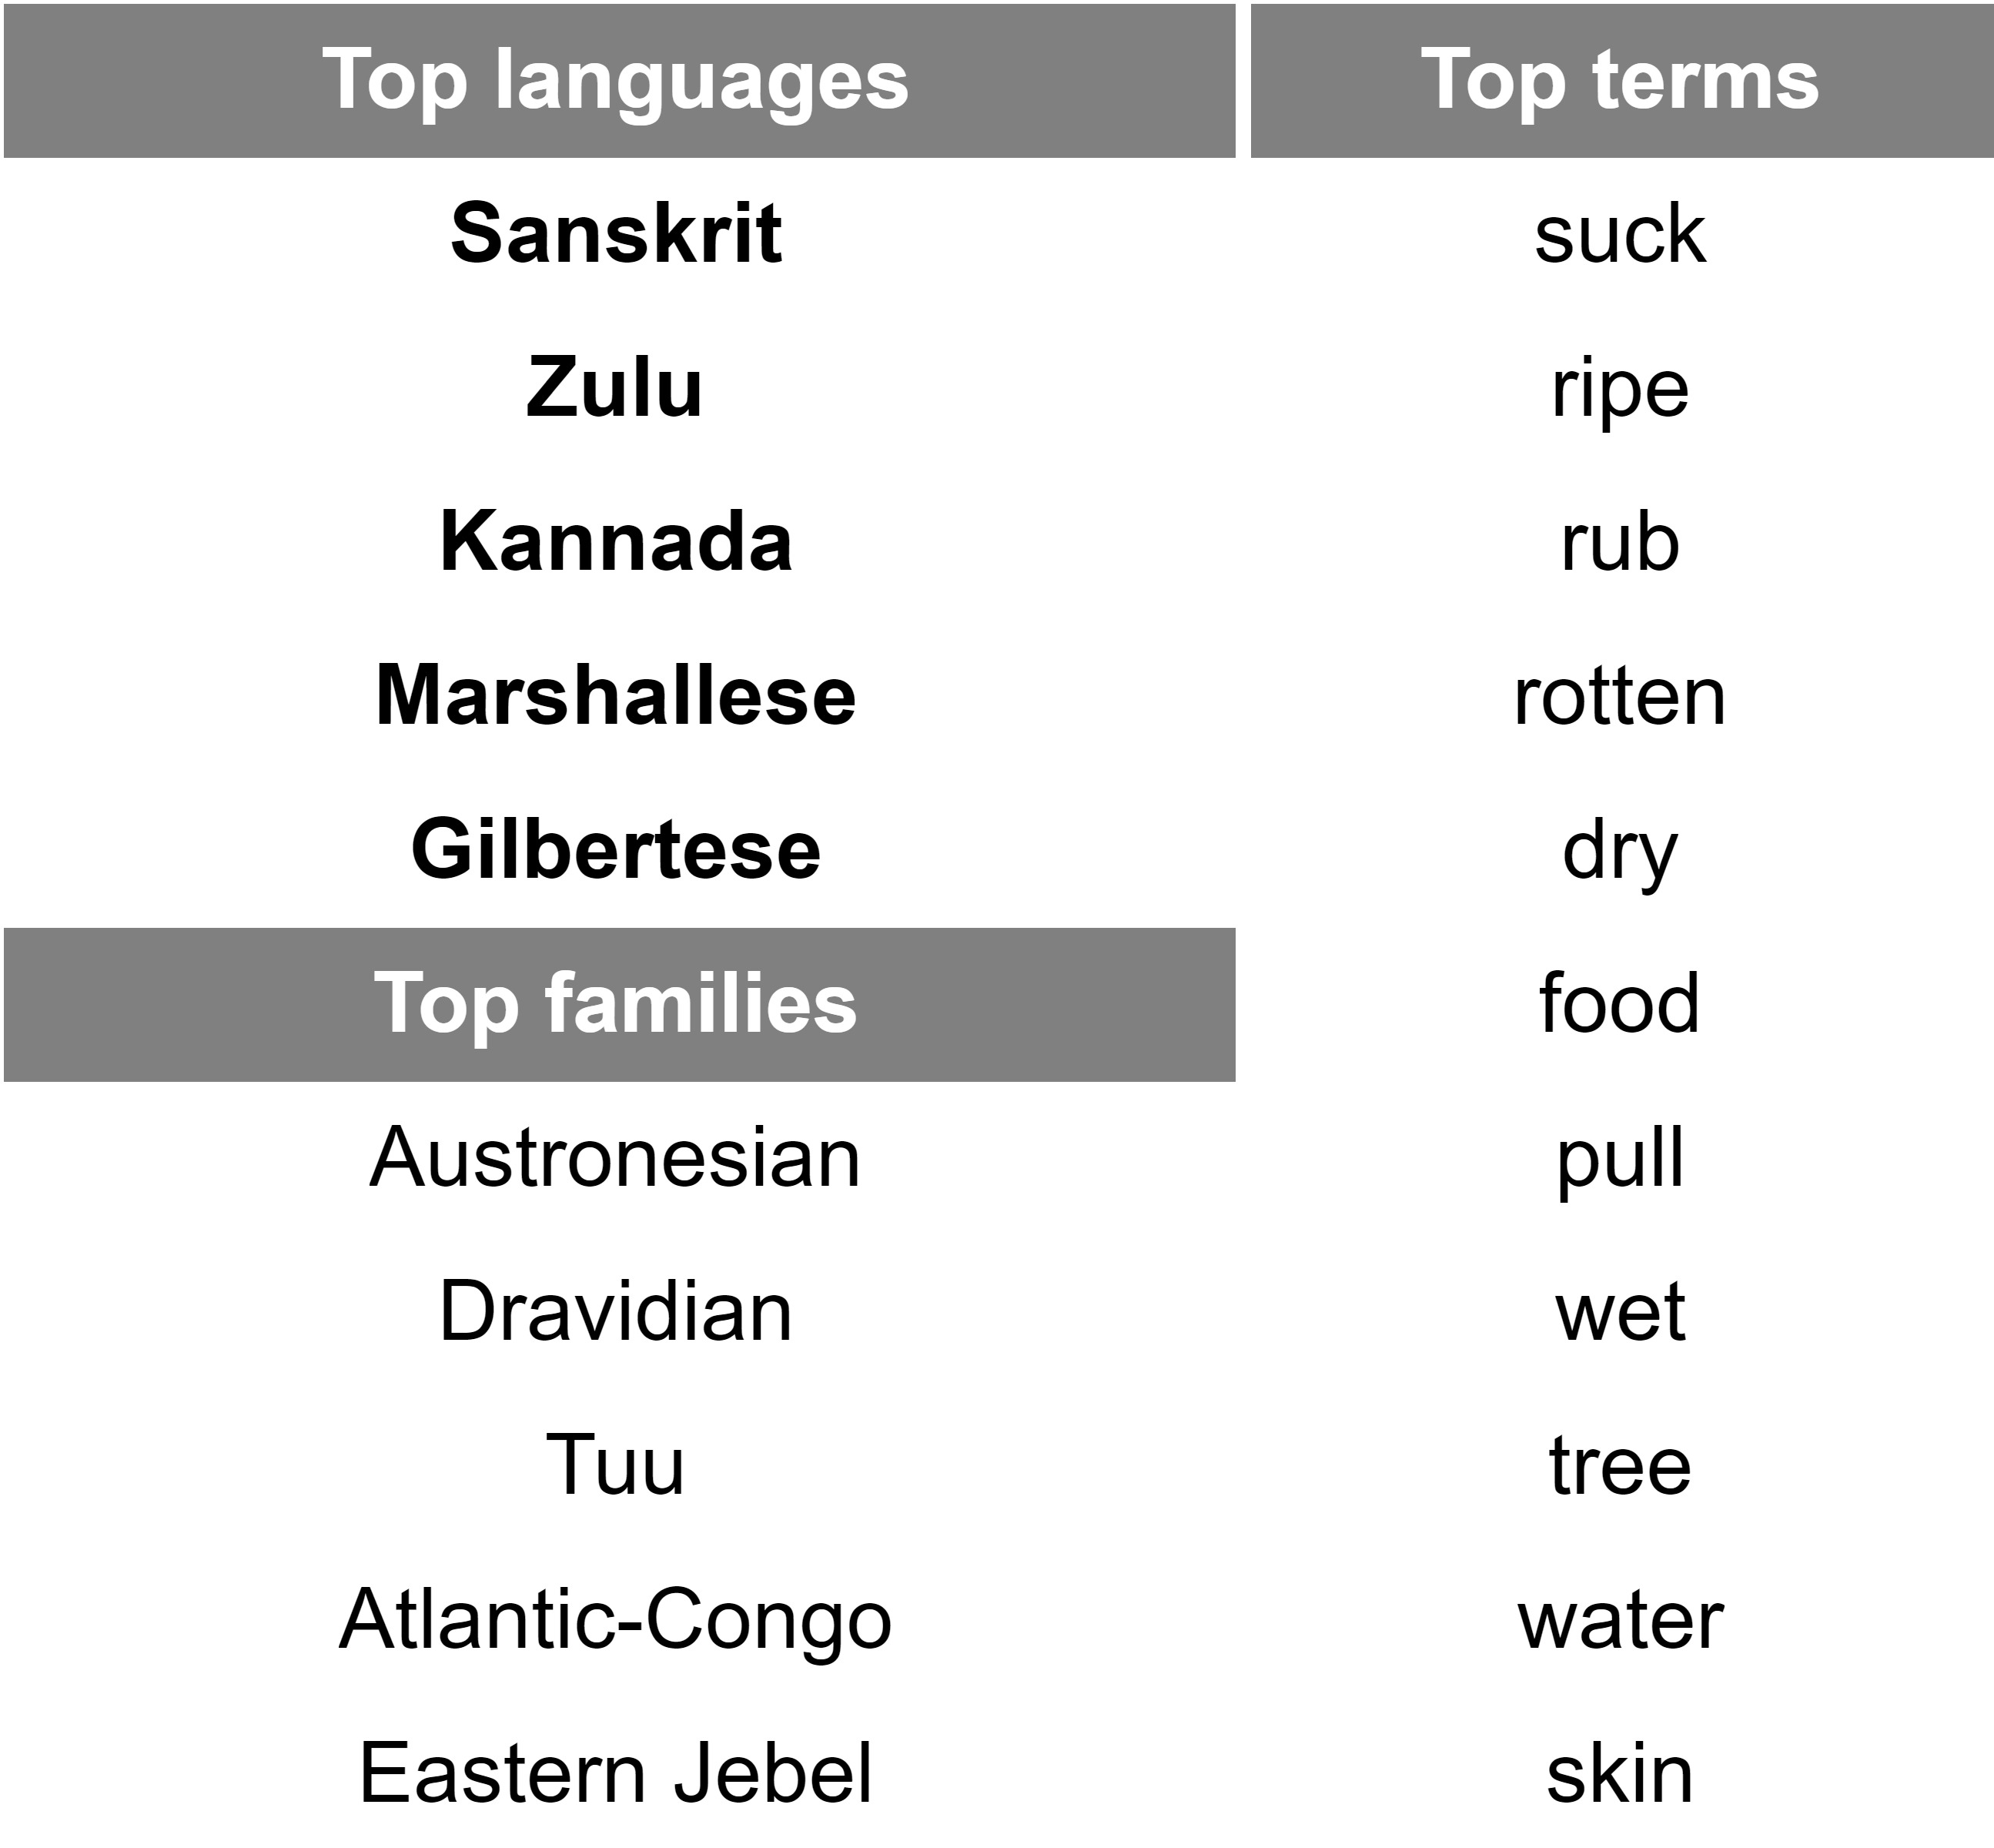 Top languages Top terms
Sanskrit suck
Zulu ripe
Kannada rub
Marshallese rotten
Gilbertese dry
Top families food
Austronesian pull
Dravidian wet
Tuu tree
Atlantic-Congo water
Eastern Jebel skin